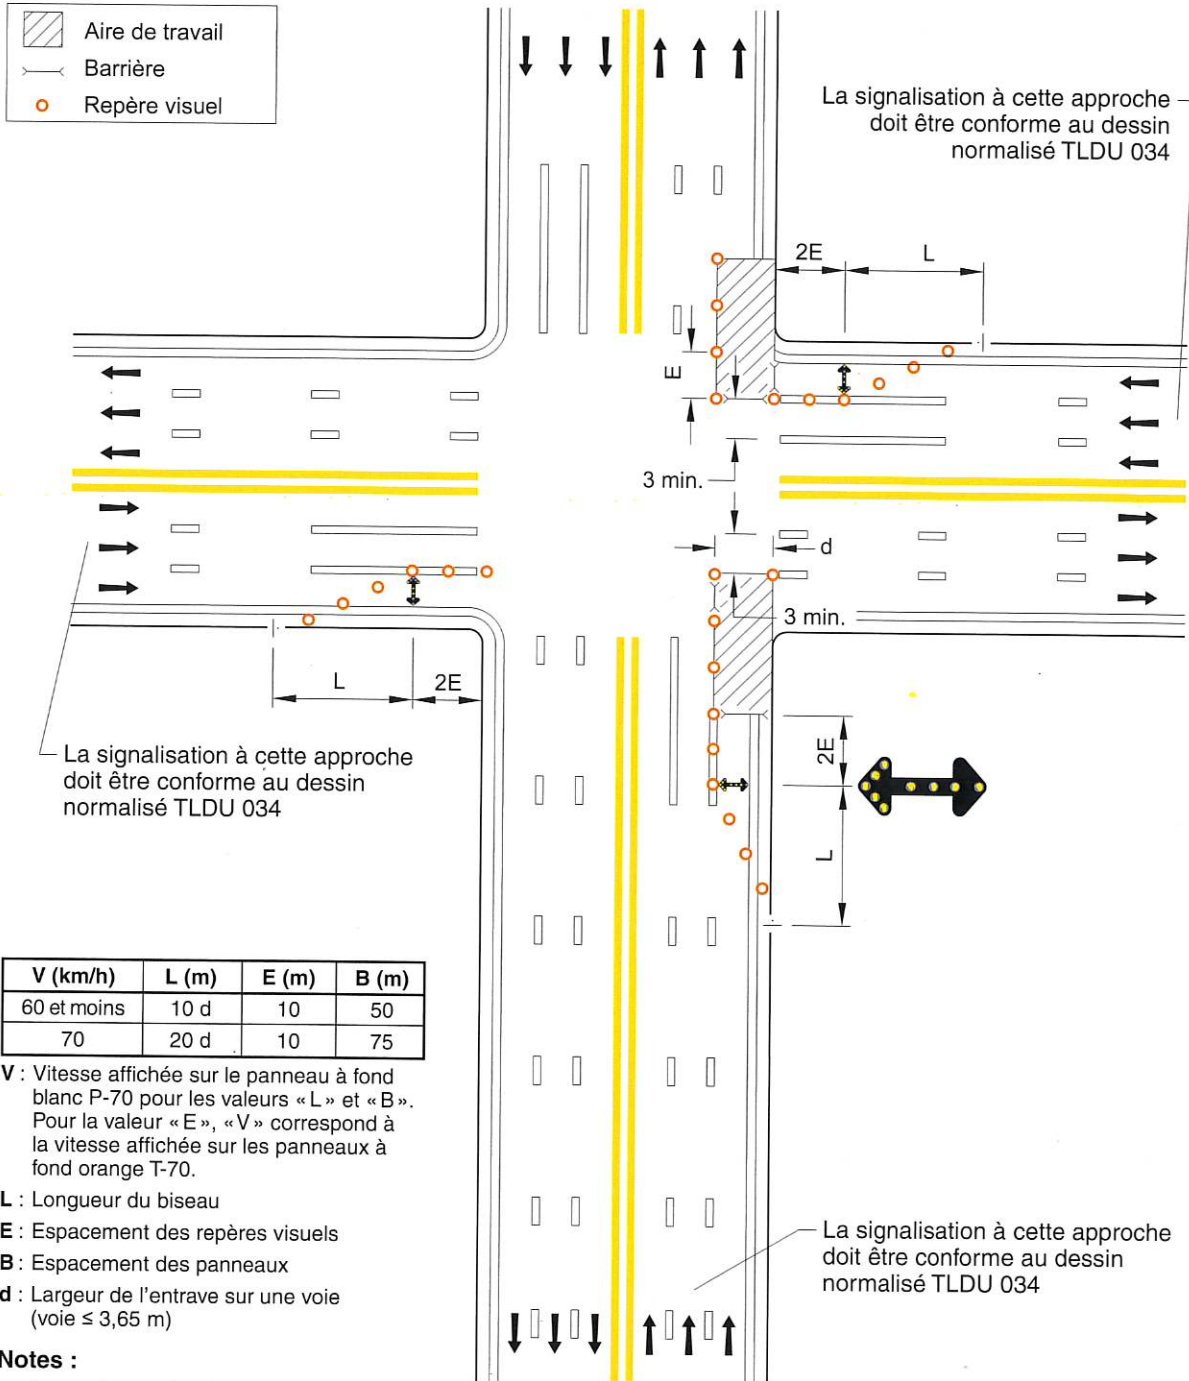 Aire de travail
Barrière
Repère visuel
La signalisation à cette approche
doit être conforme au dessin
normalisé TLDU 034
2E
L
E
3 min.
d
3 min.
L
2E
La signalisation à cette approche
doit être conforme au dessin
normalisé TLDU 034
2E
L
V (km/h) L (m) E (m) B (m)
60 et moins 10 d 10 50
70 20 d 10 75
V : Vitesse affichée sur le panneau à fond
blanc P-70 pour les valeurs « L » et « B ».
Pour la valeur « E », « V » correspond à
la vitesse affichée sur les panneaux à
fond orange T-70.
L : Longueur du biseau
E : Espacement des repères visuels
B : Espacement des panneaux
d : Largeur de l'entrave sur une voie
(voie ≤ 3,65 m)
La signalisation à cette approche
doit être conforme au dessin
normalisé TLDU 034
Notes :